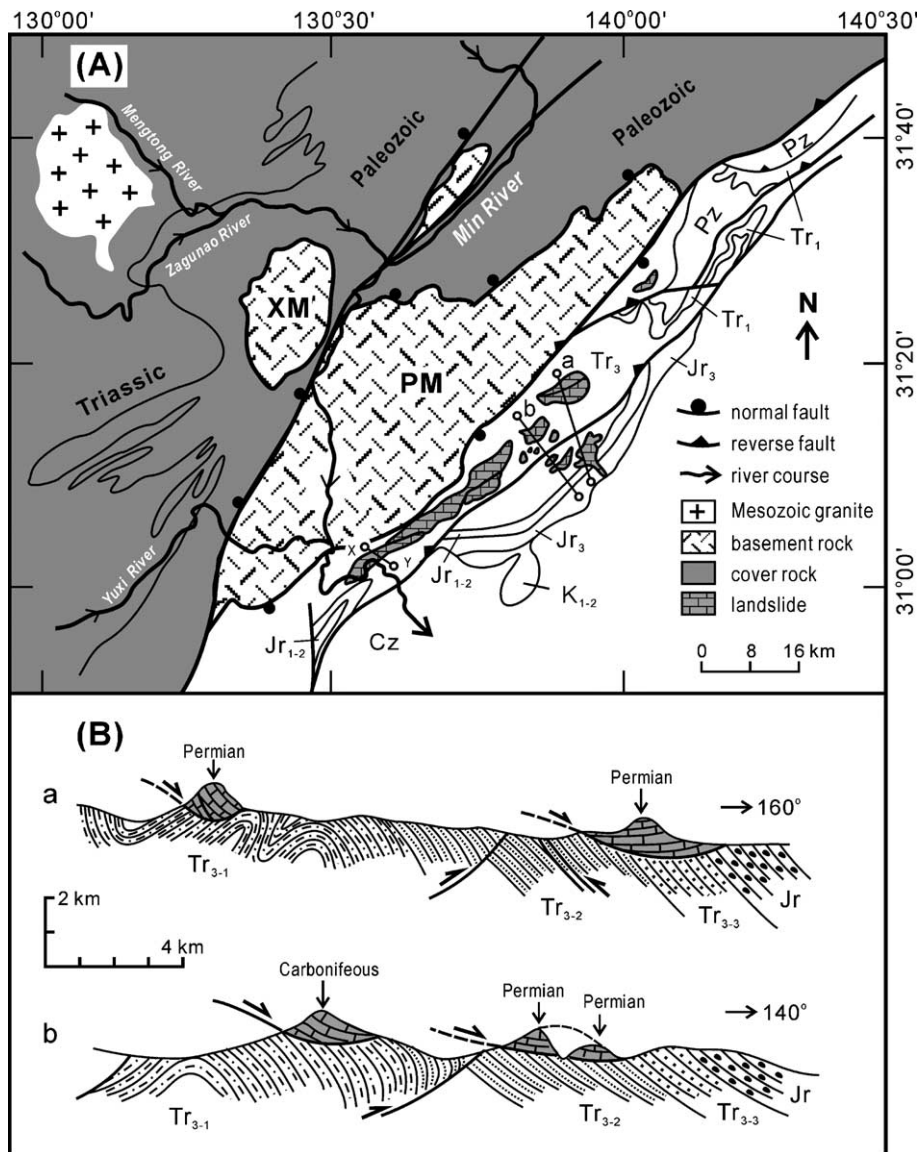 130°00'
130°30'
140°00'
140°30'
(A)
Mengtong River
Zagunao River
Paleozoic
Min River
Paleozoic
31°40'
Pz
Pz
Tr1
Tr1
XM
PM
N
Triassic
a
Tr3
Jr3
31°20'
b
normal fault
reverse fault
river course
Mesozoic granite
basement rock
cover rock
landslide
X
Y
Jr1-2
Jr3
K1-2
31°00'
Yuxi River
Jr1-2
Cz
0 8 16 km
(B)
Permian
Permian
a
160°
Tr3-1
Tr3-2
Tr3-3
Jr
2 km
4 km
Carbonifeous
Permian
Permian
b
140°
Tr3-1
Tr3-2
Tr3-3
Jr